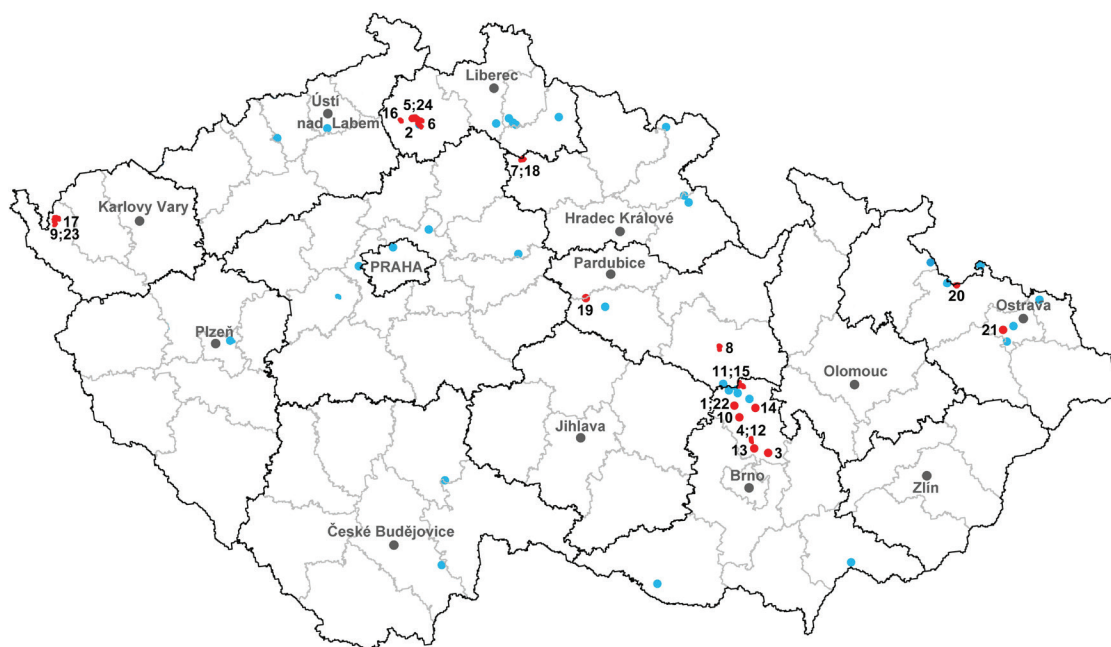 Liberec
Ústí
nad Labem
5;24
16
6
2
7;18
Karlovy Vary
17
9;23
Hradec Králové
PRAHA
Pardubice
19
20
Ostrava
21
Plzeň
8
11;15
Olomouc
1;22
14
10
Jihlava
4;12
13
3
Brno
Zlín
České Budějovice